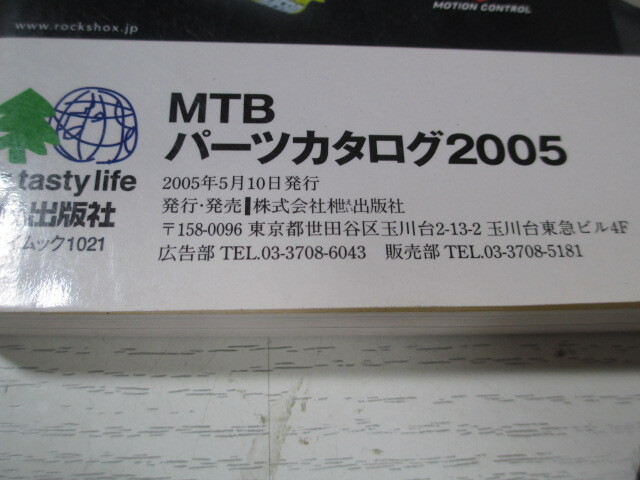 www.rockshox.jp
MOTION CONTROL
MTB
パーツカタログ2005
tasty life
出版社
ムック1021
2005年5月10日発行
発行・発売 株式会社枻出版社
〒158-0096 東京都世田谷区玉川台2-13-2 玉川台東急ビル4F
広告部 TEL.03-3708-6043 販売部 TEL.03-3708-5181